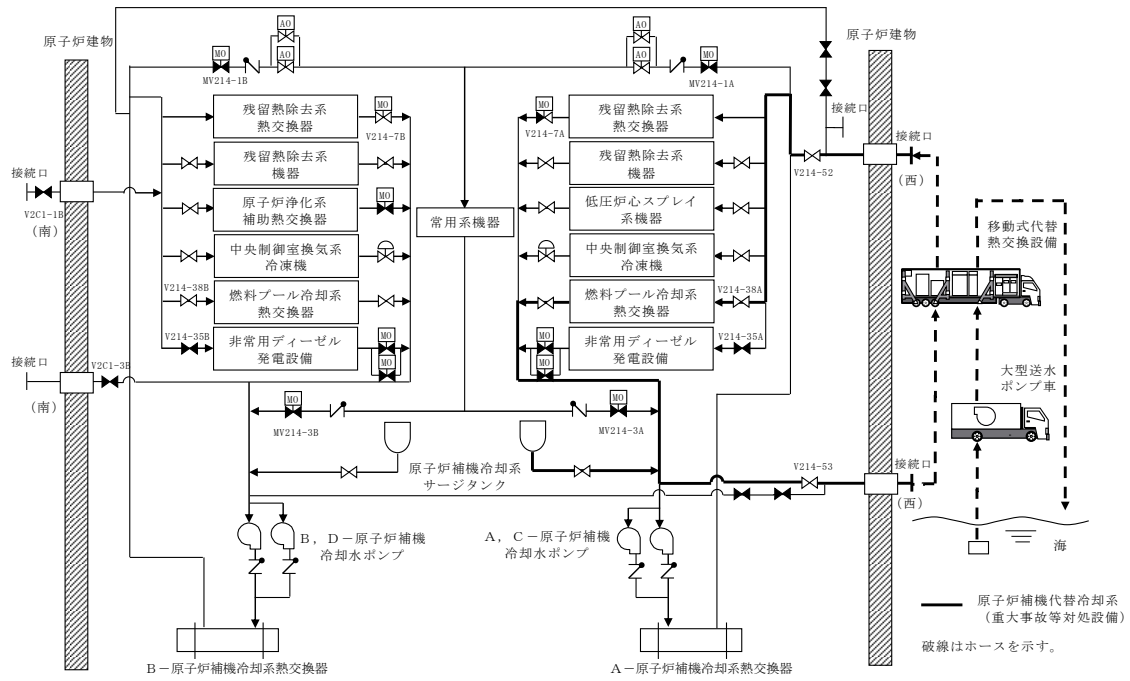 原子炉建物
AO
AO
MO
MV214-1B
AO
AO
MO
MV214-1A
原子炉建物
残留熱除去系
熱交換器
MO
V214-7B
残留熱除去系
機器
原子炉浄化系
補助熱交換器
MO
中央制御室換気系
冷凍機
V214-38B
燃料プール冷却系
熱交換器
V214-35B
非常用ディーゼル
発電設備
MO
MO
接続口
V2C1-1B
(南)
接続口
V2C1-3B
(南)
常用系機器
MO
V214-7A
残留熱除去系
熱交換器
残留熱除去系
機器
低圧炉心スプレイ
系機器
中央制御室換気系
冷凍機
燃料プール冷却系
熱交換器
V214-38A
MO
MO
非常用ディーゼル
発電設備
V214-35A
接続口
V214-52
接続口
(西)
移動式代替
熱交換設備
大型送水
ポンプ車
MO
MV214-3B
MO
MV214-3A
原子炉補機冷却系
サージタンク
V214-53
接続口
(西)
海
B,D-原子炉補機
冷却水ポンプ
A,C-原子炉補機
冷却水ポンプ
B-原子炉補機冷却系熱交換器
A-原子炉補機冷却系熱交換器
原子炉補機代替冷却系
(重大事故等対処設備)
破線はホースを示す。